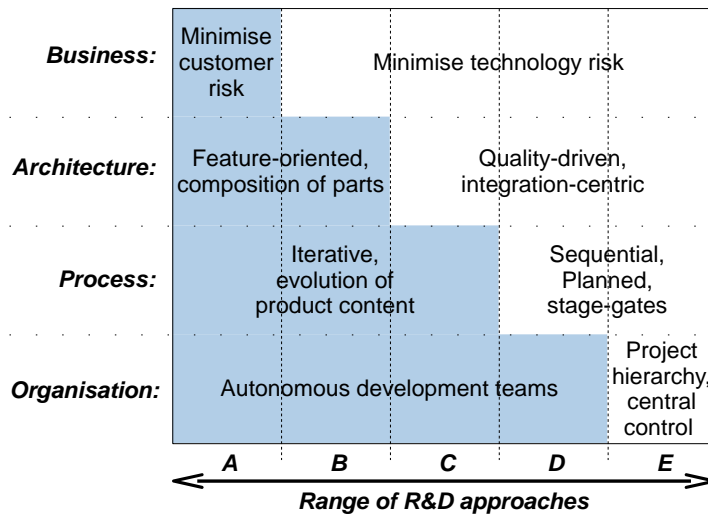 Business:
Minimise
customer
risk
Minimise technology risk
Architecture:
Feature-oriented,
composition of parts
Quality-driven,
integration-centric
Process:
Iterative,
evolution of
product content
Sequential,
Planned,
stage-gates
Organisation:
Autonomous development teams
Project
hierarchy,
central
control
A B C D E
Range of R&D approaches